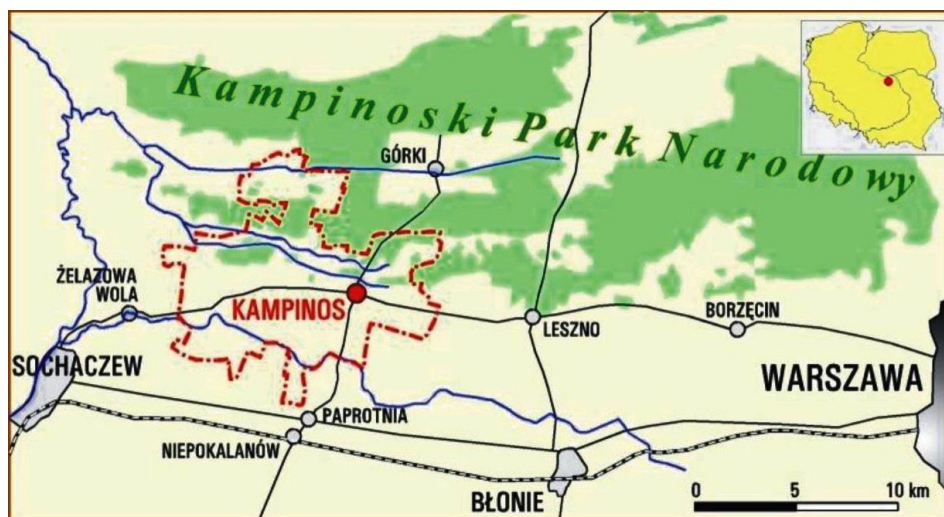 Kampinoski Park Narodowy
GÓRKI
ŻELAZOWA
WOLA
KAMPINOS
LESZNO
BORZĘCIN
SOCHACZEW
WARSZAWA
PAPROTNIA
NIEPOKALANÓW
BŁONIE
0 5 10 km